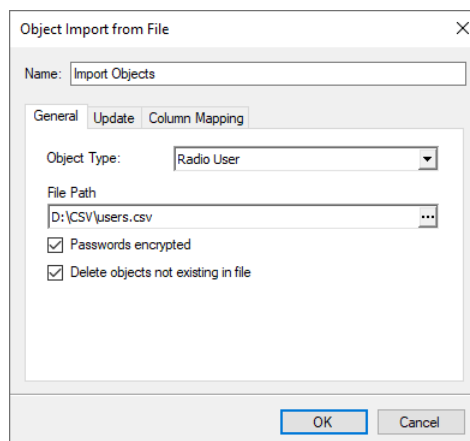 Object Import from File
Name: Import Objects
General Update Column Mapping
Object Type: Radio User
File Path
D:\CSV\users.csv ...
Passwords encrypted
Delete objects not existing in file
OK Cancel